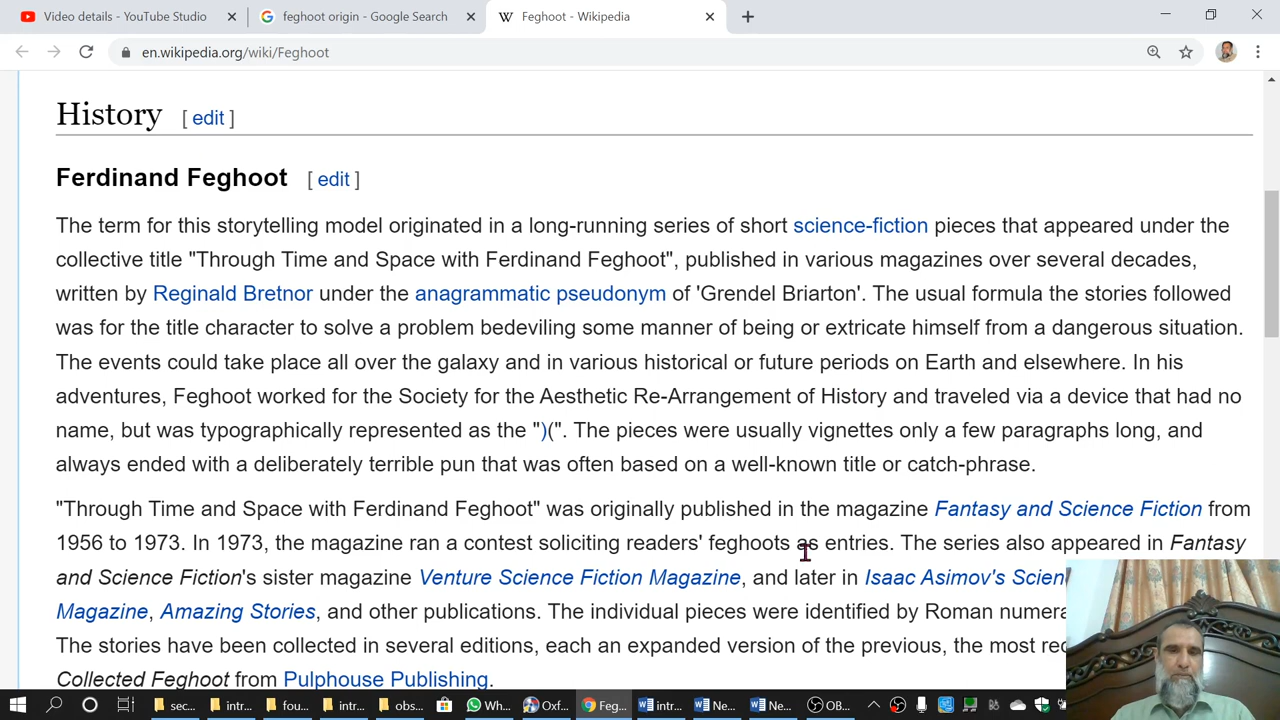 Video details - YouTube Studio
feghoot origin - Google Search
Feghoot - Wikipedia
en.wikipedia.org/wiki/Feghoot
History [ edit ]
Ferdinand Feghoot [ edit ]
The term for this storytelling model originated in a long-running series of short science-fiction pieces that appeared under the
collective title "Through Time and Space with Ferdinand Feghoot", published in various magazines over several decades,
written by Reginald Bretnor under the anagrammatic pseudonym of 'Grendel Briarton'. The usual formula the stories followed
was for the title character to solve a problem bedeviling some manner of being or extricate himself from a dangerous situation.
The events could take place all over the galaxy and in various historical or future periods on Earth and elsewhere. In his
adventures, Feghoot worked for the Society for the Aesthetic Re-Arrangement of History and traveled via a device that had no
name, but was typographically represented as the ")(". The pieces were usually vignettes only a few paragraphs long, and
always ended with a deliberately terrible pun that was often based on a well-known title or catch-phrase.
"Through Time and Space with Ferdinand Feghoot" was originally published in the magazine Fantasy and Science Fiction from
1956 to 1973. In 1973, the magazine ran a contest soliciting readers' feghoots as entries. The series also appeared in Fantasy
and Science Fiction's sister magazine Venture Science Fiction Magazine, and later in Isaac Asimov's Scien
Magazine, Amazing Stories, and other publications. The individual pieces were identified by Roman numera
The stories have been collected in several editions, each an expanded version of the previous, the most rec
Collected Feghoot from Pulphouse Publishing.
sec...
intr...
fou...
intr...
obs...
Wh...
Oxf...
Feg...
intr...
Ne...
Ne...
OB...